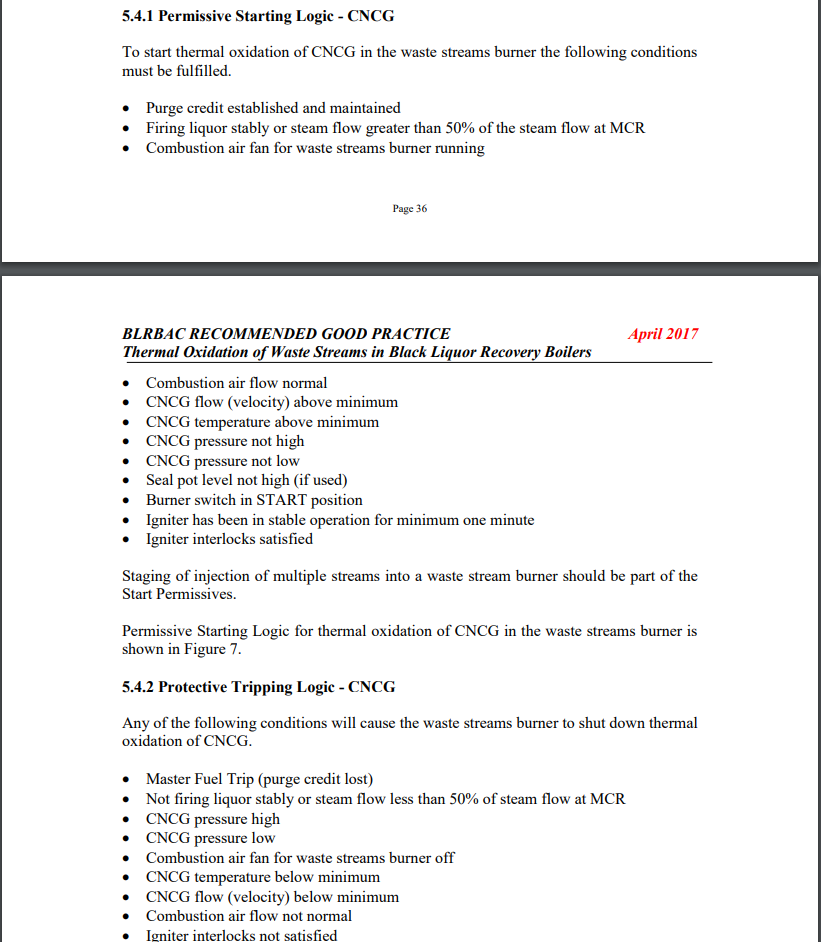 5.4.1 Permissive Starting Logic - CNCG
To start thermal oxidation of CNCG in the waste streams burner the following conditions
must be fulfilled.
• Purge credit established and maintained
• Firing liquor stably or steam flow greater than 50% of the steam flow at MCR
• Combustion air fan for waste streams burner running
Page 36
BLRBAC RECOMMENDED GOOD PRACTICE April 2017
Thermal Oxidation of Waste Streams in Black Liquor Recovery Boilers
• Combustion air flow normal
• CNCG flow (velocity) above minimum
• CNCG temperature above minimum
• CNCG pressure not high
• CNCG pressure not low
• Seal pot level not high (if used)
• Burner switch in START position
• Igniter has been in stable operation for minimum one minute
• Igniter interlocks satisfied
Staging of injection of multiple streams into a waste stream burner should be part of the
Start Permissives.
Permissive Starting Logic for thermal oxidation of CNCG in the waste streams burner is
shown in Figure 7.
5.4.2 Protective Tripping Logic - CNCG
Any of the following conditions will cause the waste streams burner to shut down thermal
oxidation of CNCG.
• Master Fuel Trip (purge credit lost)
• Not firing liquor stably or steam flow less than 50% of steam flow at MCR
• CNCG pressure high
• CNCG pressure low
• Combustion air fan for waste streams burner off
• CNCG temperature below minimum
• CNCG flow (velocity) below minimum
• Combustion air flow not normal
• Igniter interlocks not satisfied